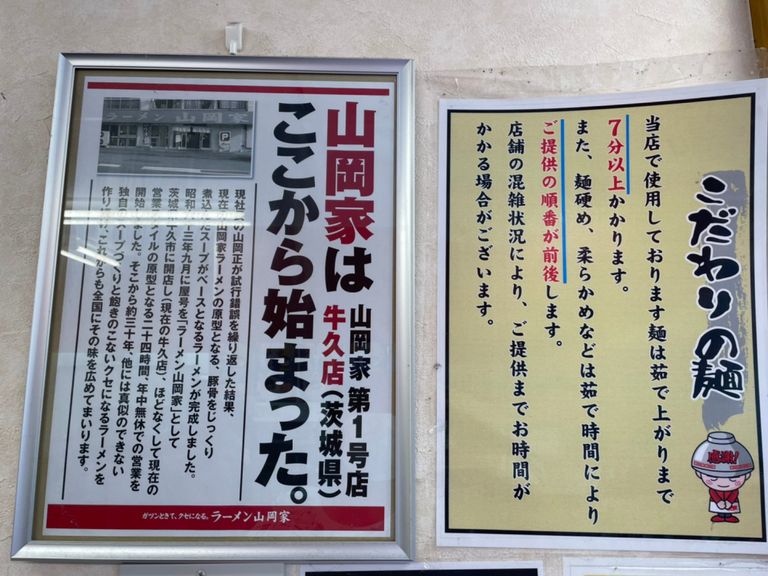 山岡家は
ここから始まった。
山岡家 第1号店
牛久店(茨城県)
ラーメン 山岡家
P
現社長の山岡正が試行錯誤を繰り返した結果、
現在の山岡家ラーメンの原型となる、豚骨をじっくり
煮込んだスープがベースとなるラーメンが完成しました。
昭和六十三年九月に屋号を「ラーメン山岡家」として
茨城県牛久市に開店し(現在の牛久店)、ほどなくして現在の
営業スタイルの原型となる二十四時間、年中無休での営業を
開始しました。そこから約三十年、他には真似のできない
独自のスープづくりと飽きのこないクセになるラーメンを
作り続け、これからも全国にその味を広めてまいります。
ガツンときて、クセになる。ラーメン山岡家
こだわりの麺
当店で使用しております麺は茹で上がりまで
7分以上かかります。
また、麺硬め、柔らかめなどは茹で時間により
ご提供の順番が前後します。
店舗の混雑状況により、ご提供までお時間が
かかる場合がございます。
感謝!